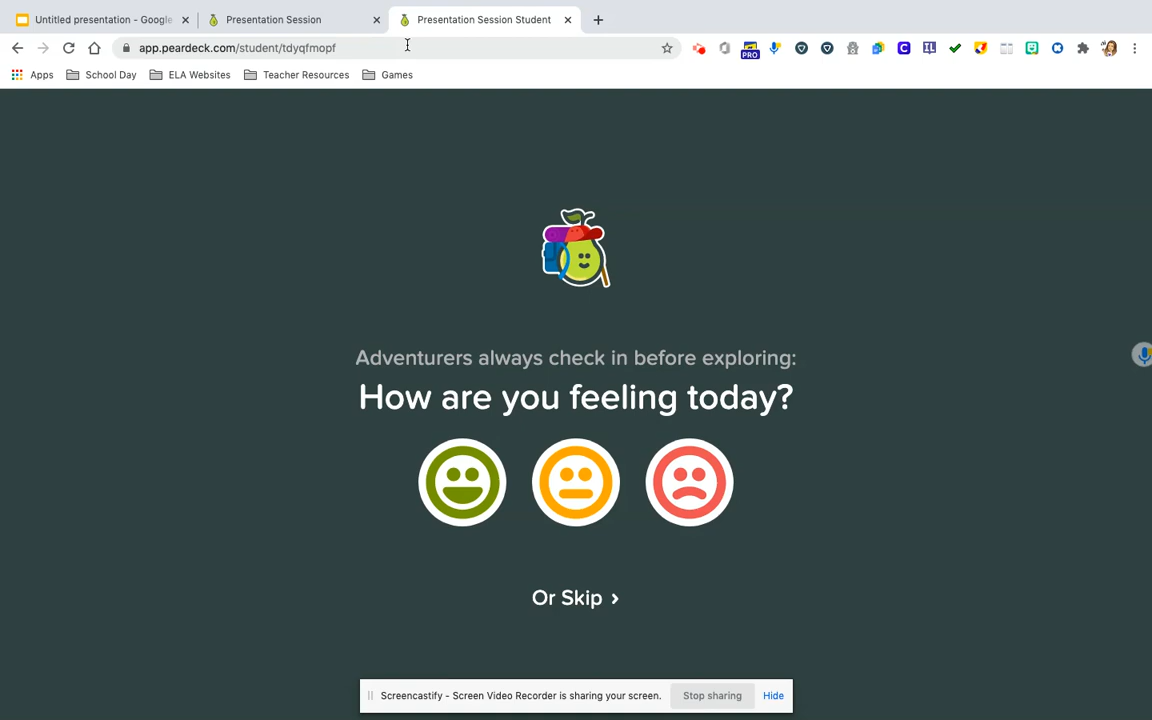 Untitled presentation - Google
Presentation Session
Presentation Session Student
app.peardeck.com/student/tdyqfmopf
PRO
Apps
School Day
ELA Websites
Teacher Resources
Games
Adventurers always check in before exploring:
How are you feeling today?
Or Skip ›
Screencastify - Screen Video Recorder is sharing your screen.
Stop sharing
Hide